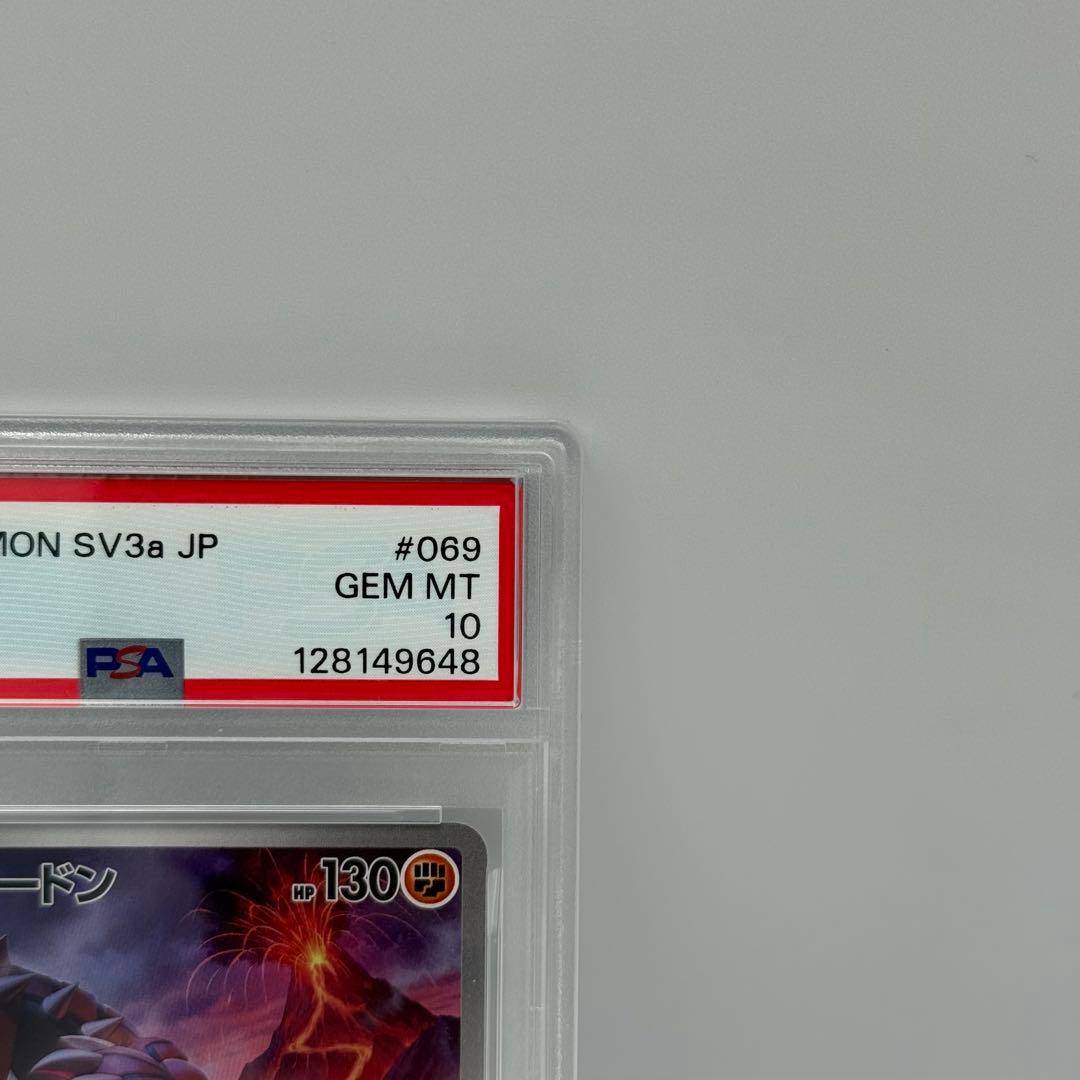 MON SV3a JP #069
GEM MT
10
PSA 128149648
ードン HP 130